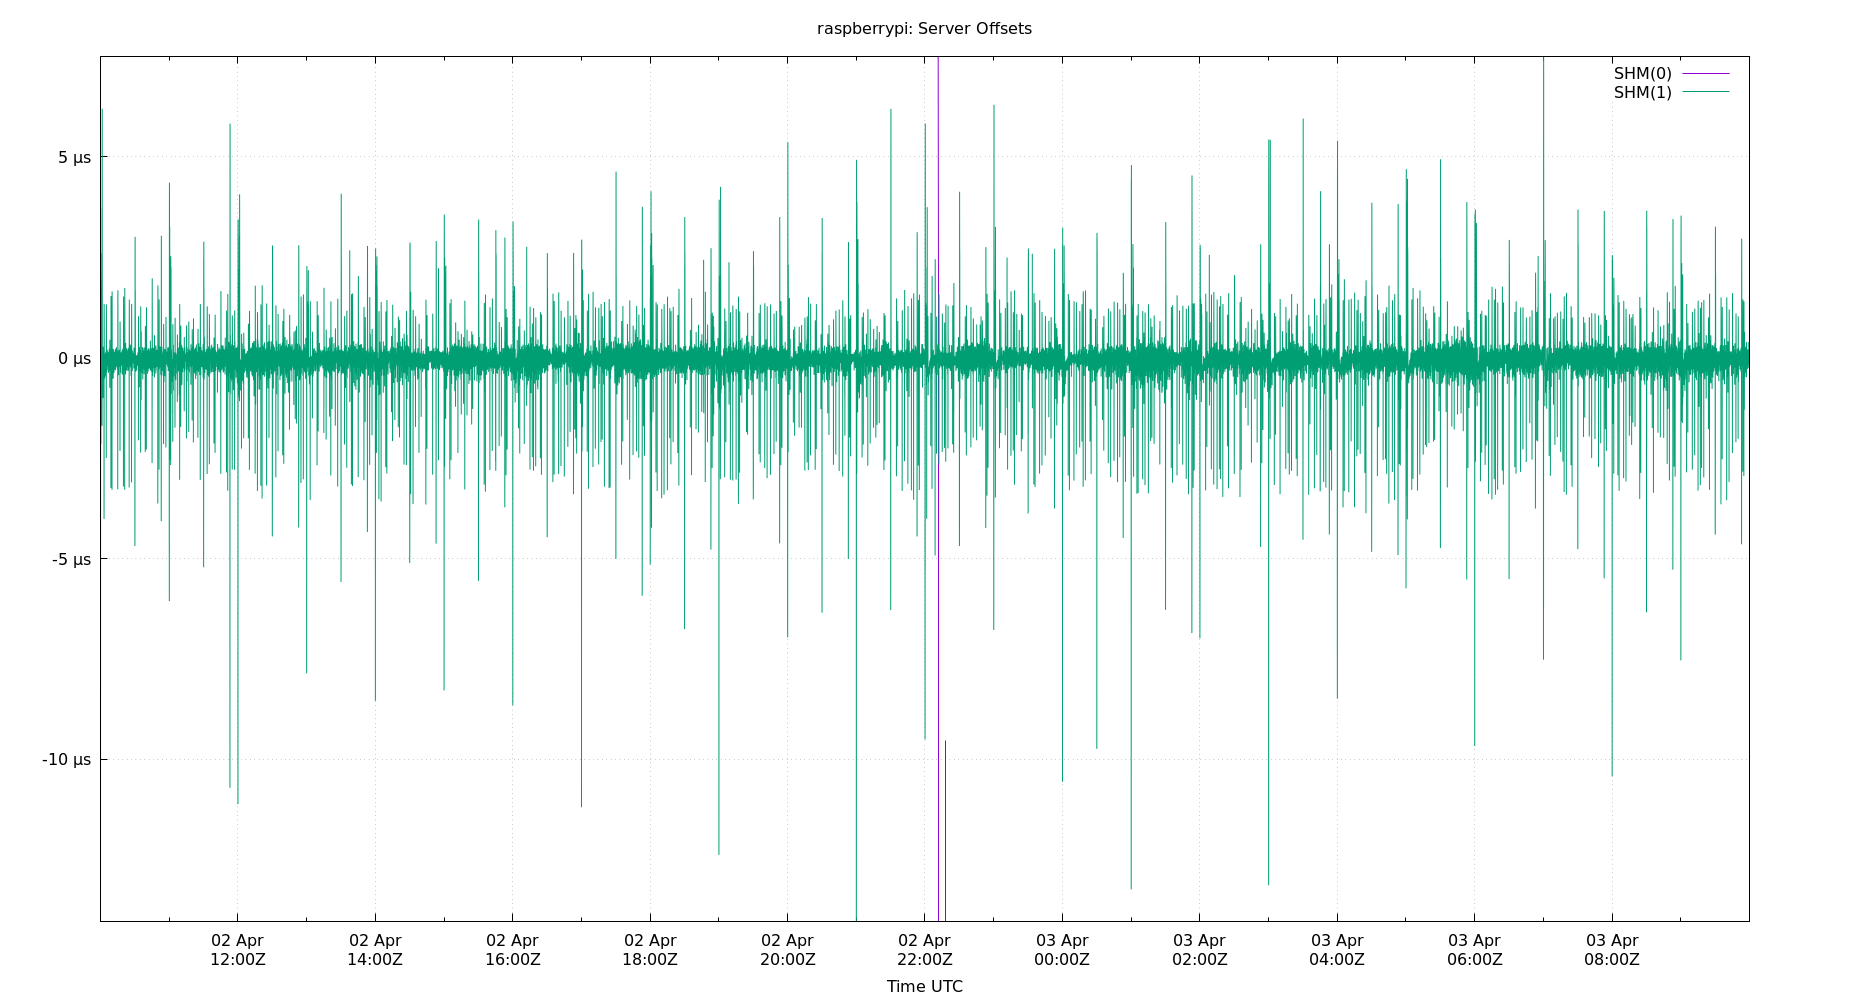 raspberrypi: Server Offsets
SHM(0)
SHM(1)
5 µs
0 µs
-5 µs
-10 µs
02 Apr 02 Apr 02 Apr 02 Apr 02 Apr 02 Apr 03 Apr 03 Apr 03 Apr 03 Apr 03 Apr
12:00Z 14:00Z 16:00Z 18:00Z 20:00Z 22:00Z 00:00Z 02:00Z 04:00Z 06:00Z 08:00Z
Time UTC